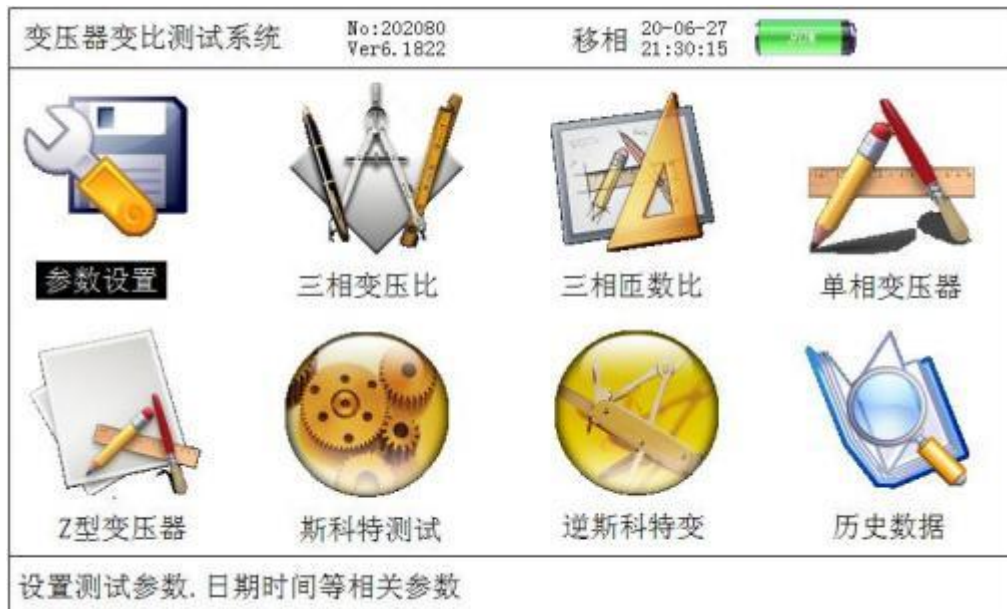 变压器变比测试系统
No:202080
Ver6.1822
移相
20-06-27
21:30:15
参数设置
三相变压比
三相匝数比
单相变压器
Z型变压器
斯科特测试
逆斯科特变
历史数据
设置测试参数.日期时间等相关参数